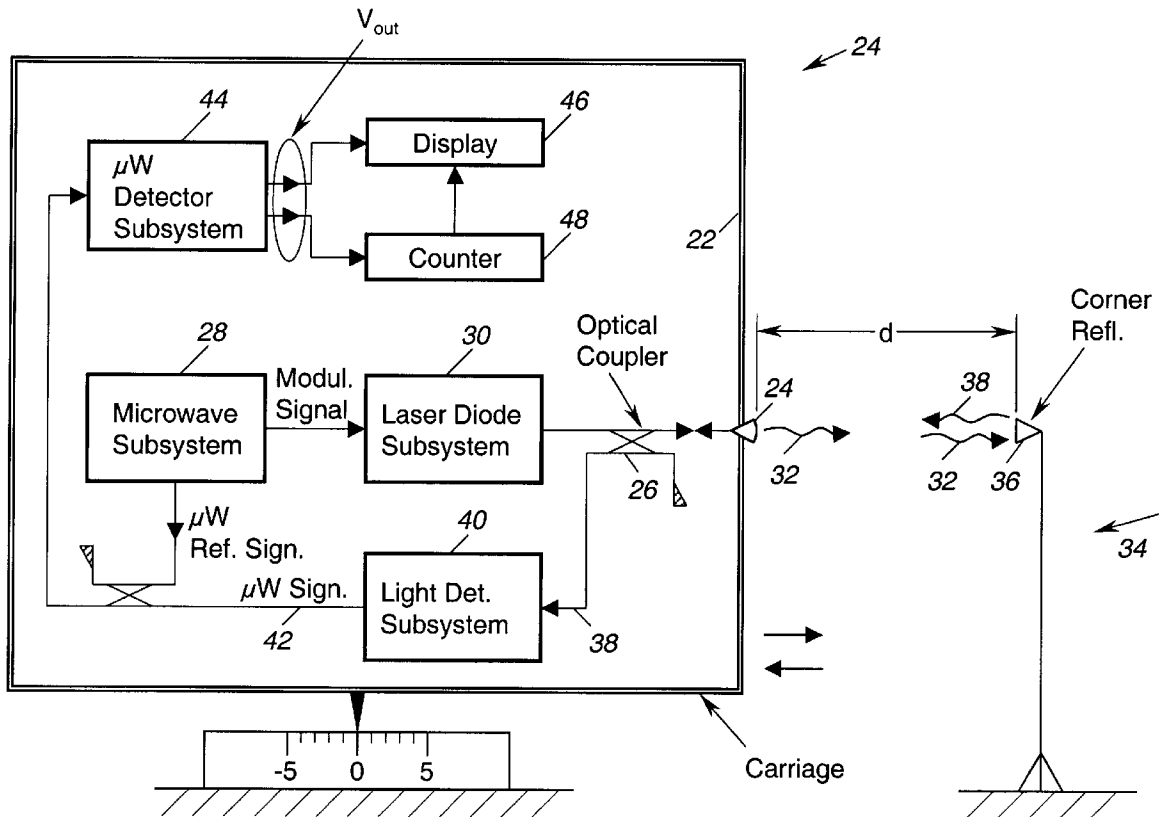 V out
24
44
46
µW
Detector
Subsystem
Display
48
Counter
22
Corner
Refl.
Optical
Coupler
d
28
30
Modul.
Signal
Microwave
Subsystem
Laser Diode
Subsystem
24
38
32
26
32
36
µW
Ref. Sign.
40
34
µW Sign.
Light Det.
Subsystem
42
38
Carriage
-5 0 5